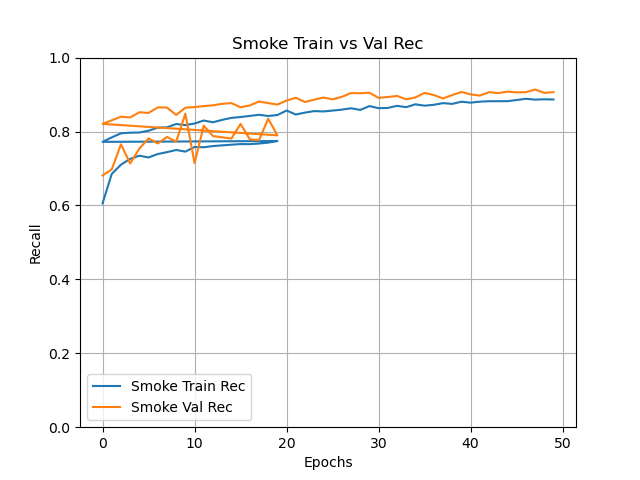 Smoke Train vs Val Rec
1.0
0.8
0.6
0.4
0.2
0.0
Recall
Smoke Train Rec
Smoke Val Rec
0 10 20 30 40 50
Epochs